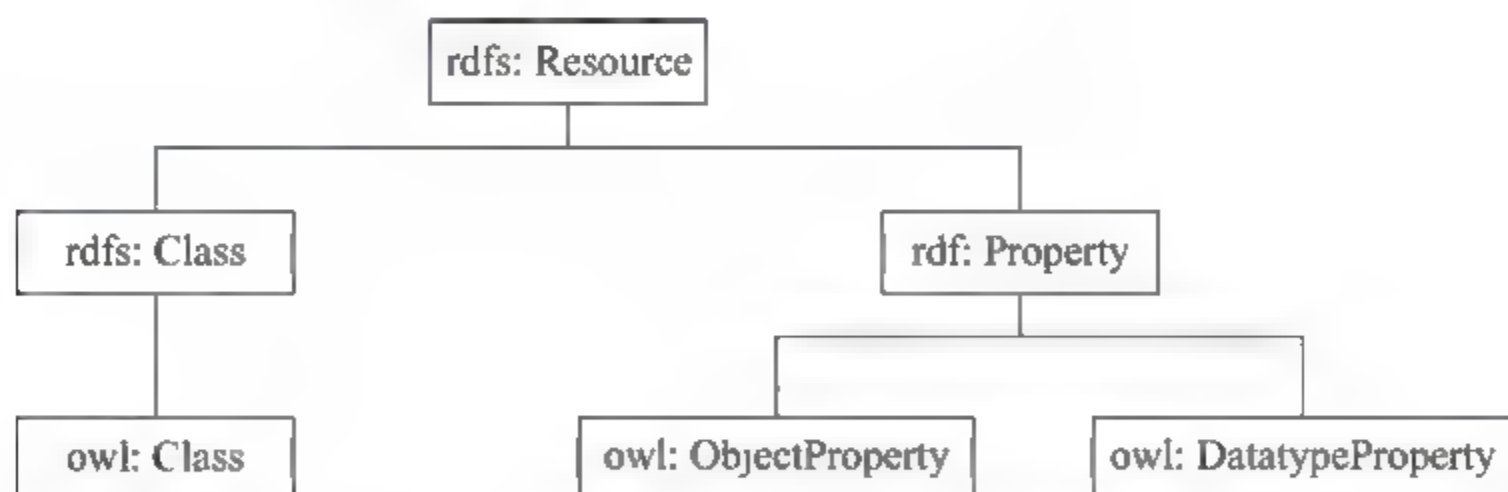 rdfs: Resource
rdfs: Class
rdf: Property
owl: Class
owl: ObjectProperty
owl: DatatypeProperty